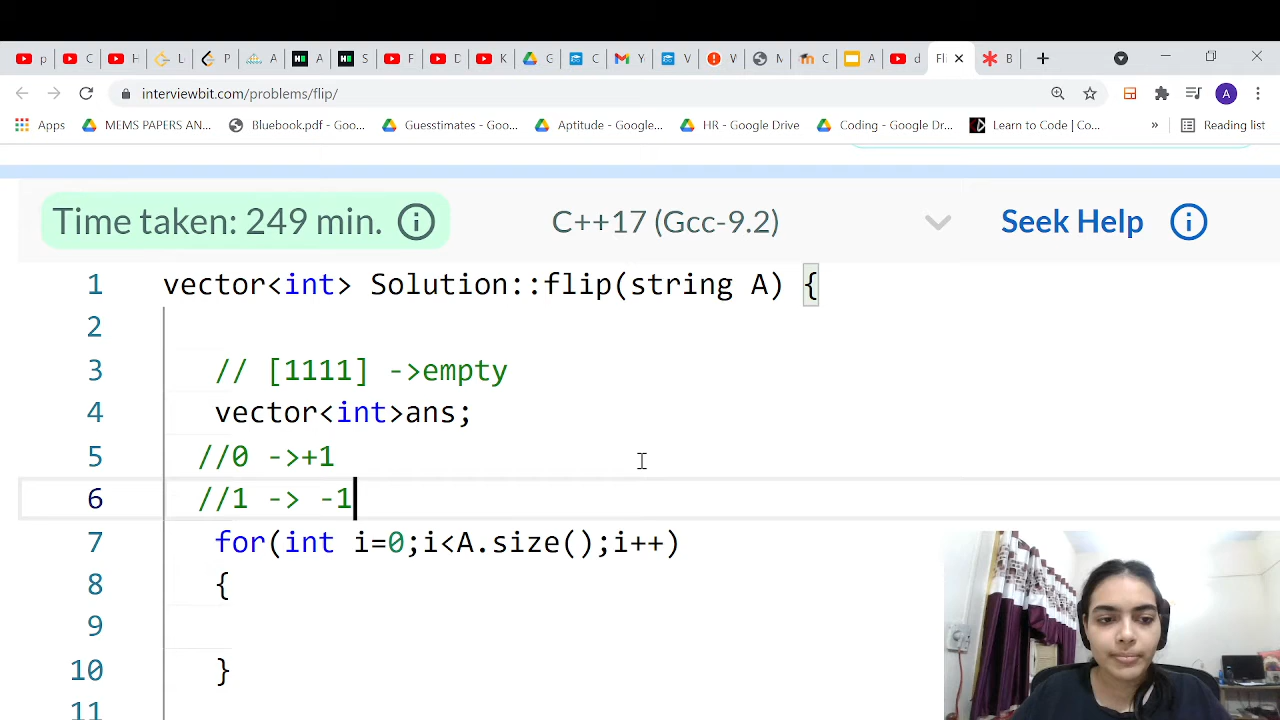 p
C
H
L
P
A
A
S
F
D
K
G
C
Y
V
W
M
C
A
d
Fl
B
interviewbit.com/problems/flip/
A
Apps
MEMS PAPERS AN...
Bluebook.pdf - Goo...
Guesstimates - Goo...
Aptitude - Google...
HR - Google Drive
Coding - Google Dr...
Learn to Code | Co...
»
Reading list
Time taken: 249 min.
C++17 (Gcc-9.2)
Seek Help
1 vector<int> Solution::flip(string A) {
2
3 // [1111] ->empty
4 vector<int>ans;
5 //0 ->+1
6 //1 -> -1
7 for(int i=0;i<A.size();i++)
8 {
9
10 }
11